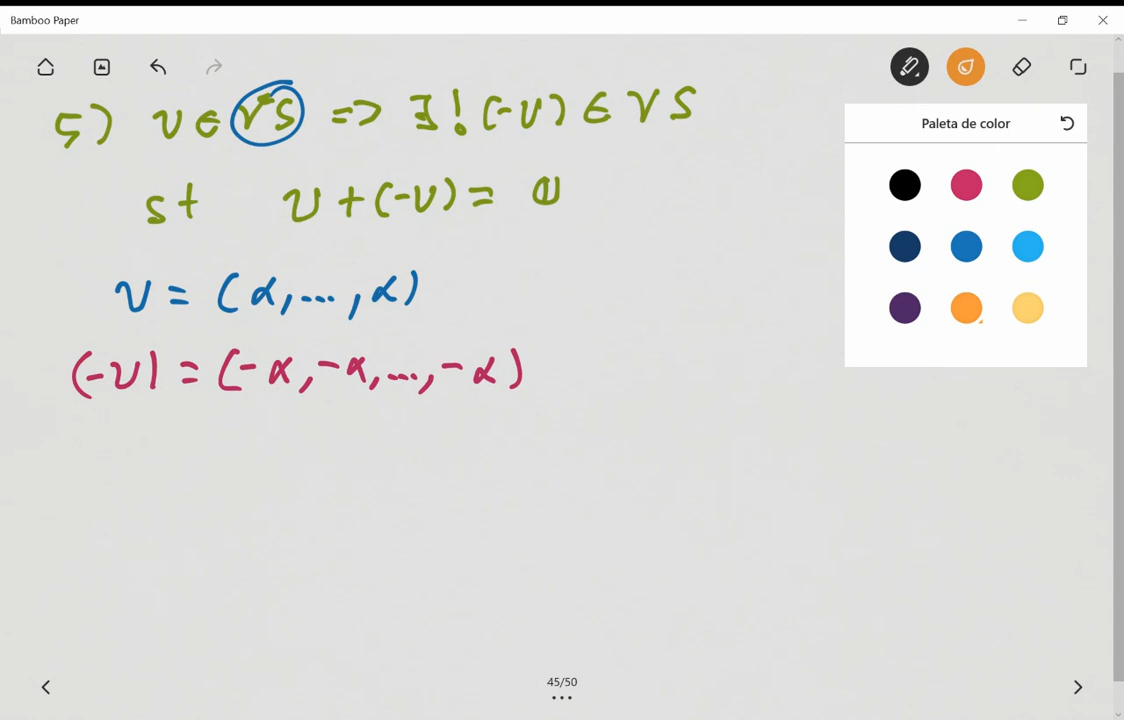 Bamboo Paper
5) v ∈ VS => ∃! (-v) ∈ VS
st v + (-v) = 0
v = (α, ..., α)
(-v) = (-α, -α, ..., -α)
Paleta de color
45/50